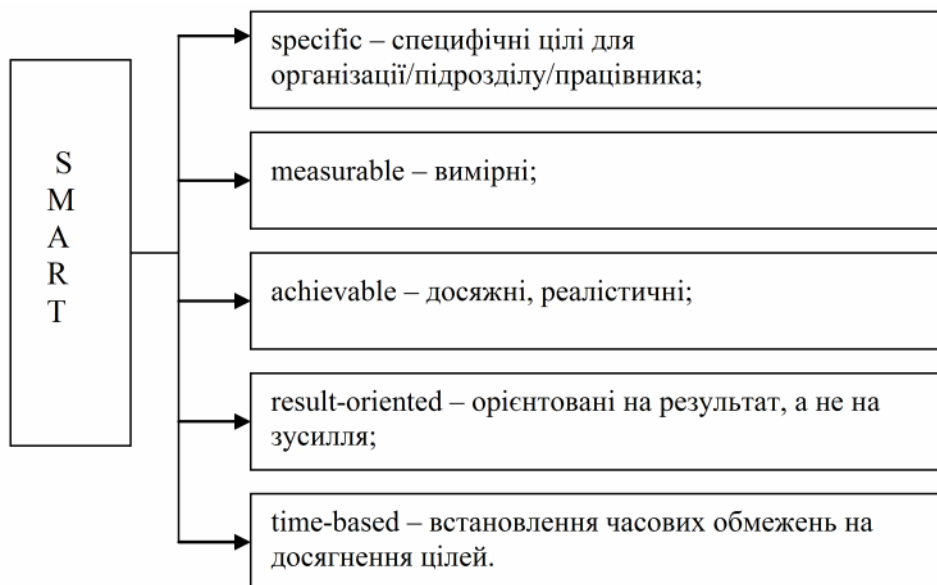 S
M
A
R
T
specific – специфічні цілі для
організації/підрозділу/працівника;
measurable – вимірні;
achievable – досяжні, реалістичні;
result-oriented – орієнтовані на результат, а не на
зусилля;
time-based – встановлення часових обмежень на
досягнення цілей.